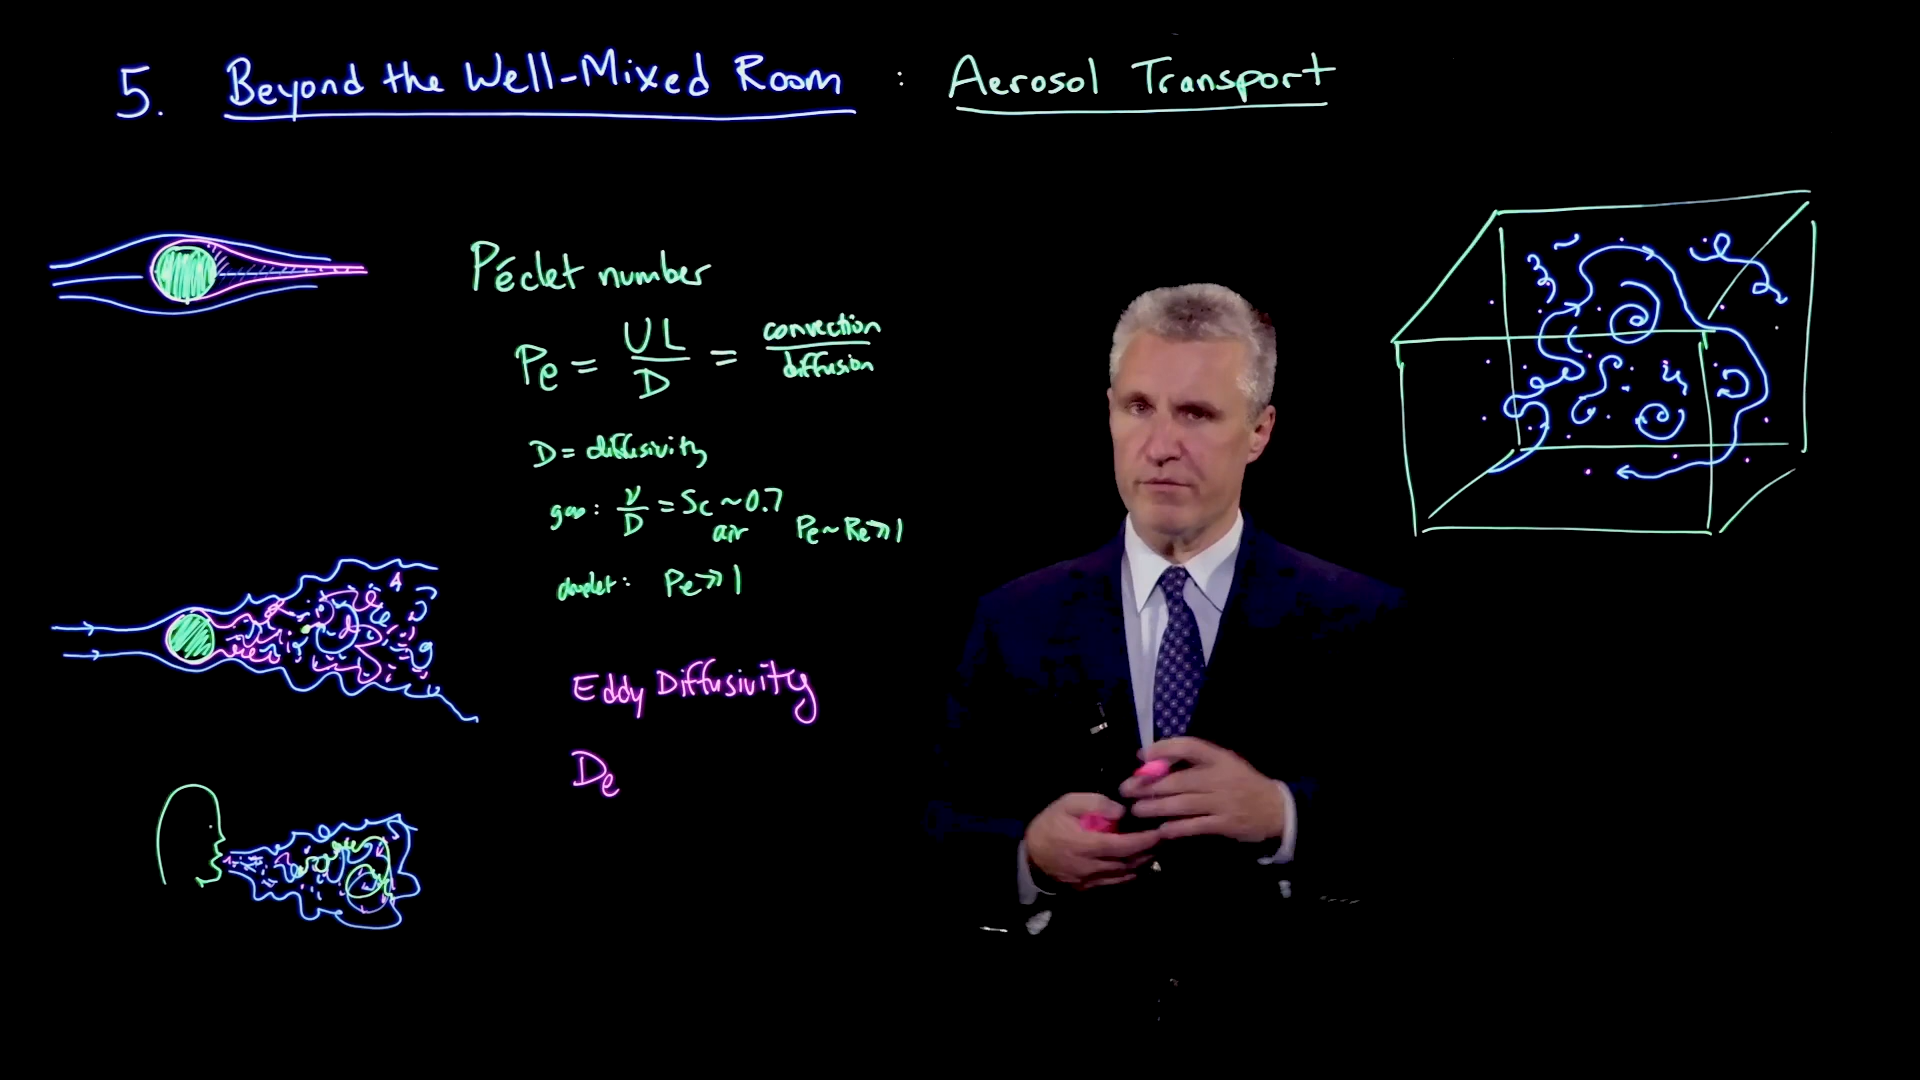 5. Beyond the Well-Mixed Room : Aerosol Transport
Péclet number
Pe = UL/D = convection/diffusion
D = diffusivity
gas: ν/D = Sc ~ 0.7
air Pe ~ Re ≫ 1
droplet: Pe ≫ 1
Eddy Diffusivity
De